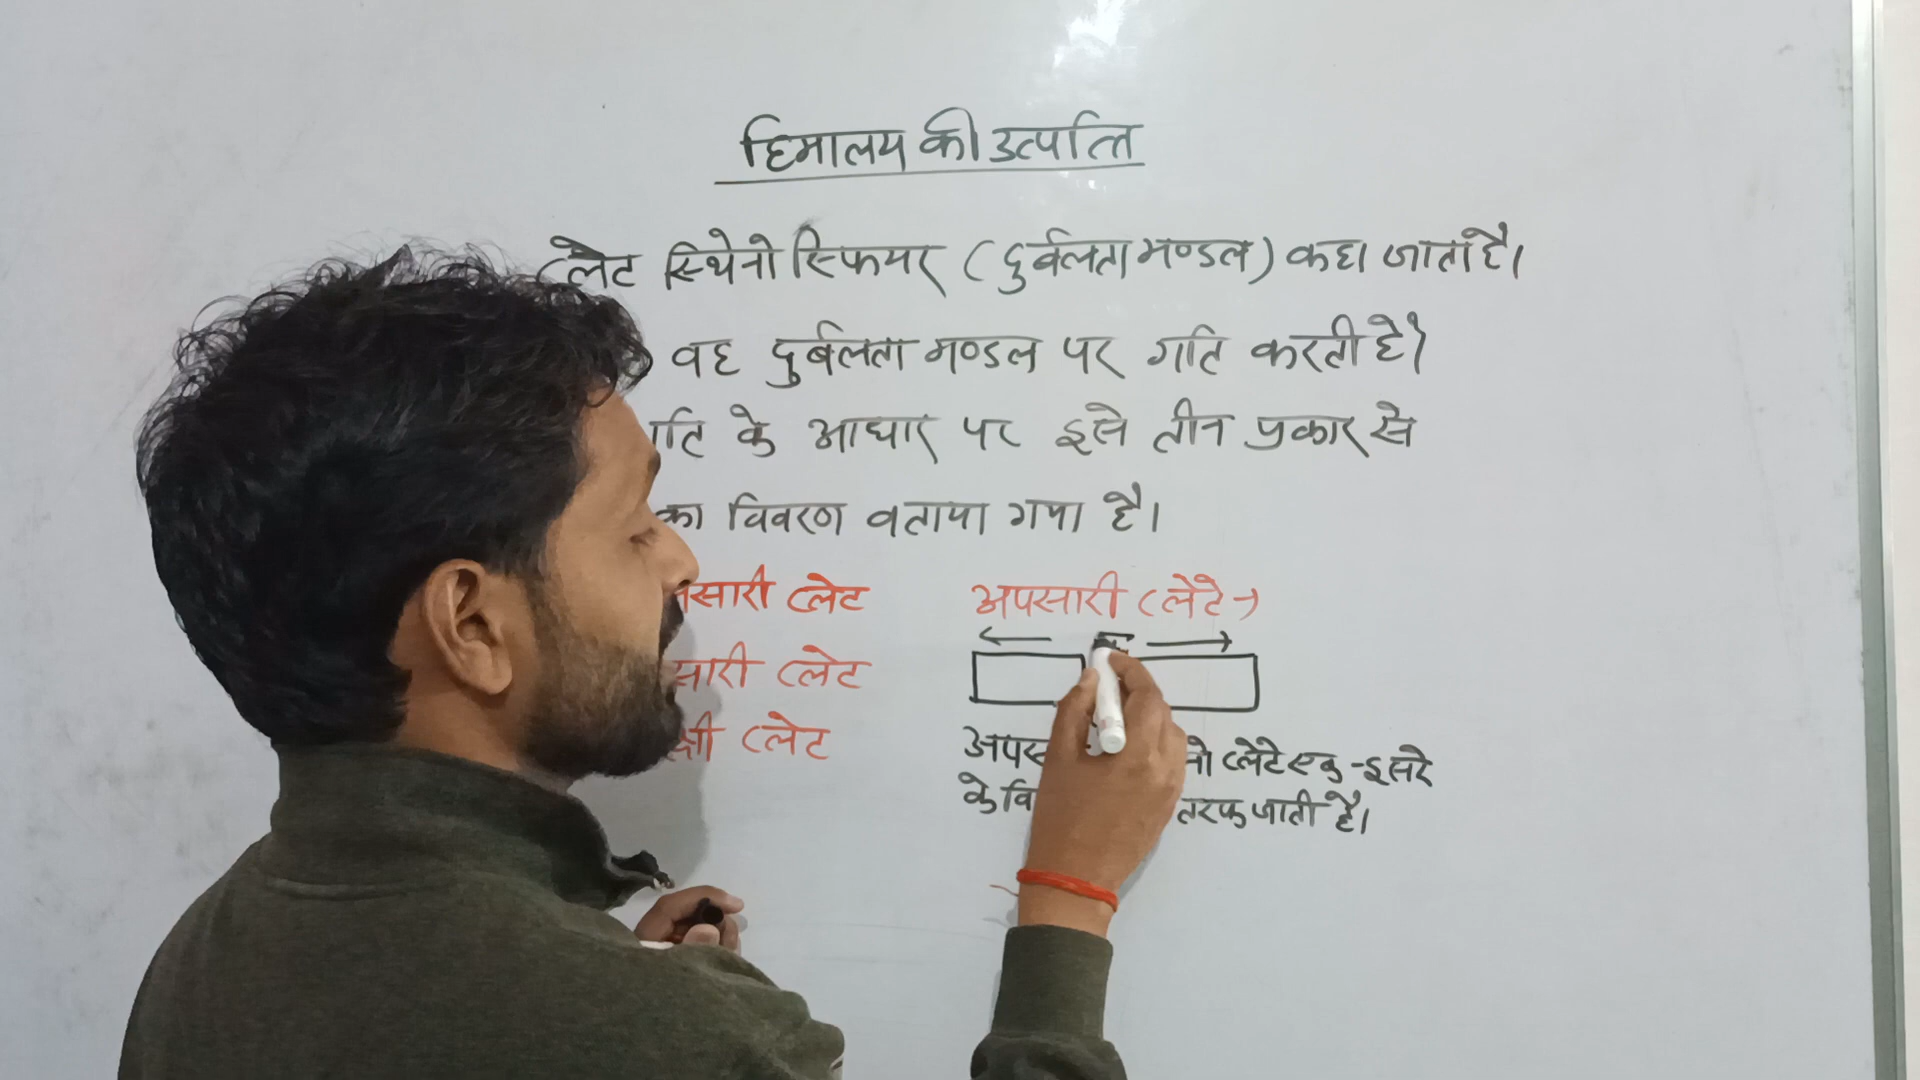 हिमालय की उत्पत्ति
प्लेट स्थेनोस्फियर (दुर्बलतामण्डल) कहा जाता है।
वह दुर्बलता मण्डल पर गति करती है।
गति के आधार पर इसे तीन प्रकार से
का विवरण बताया गया है।
सारी प्लेट
अपसारी प्लेटे →
सारी प्लेट
प्लेट
प्लेटे एक-दूसरे
के तरफ जाती है।